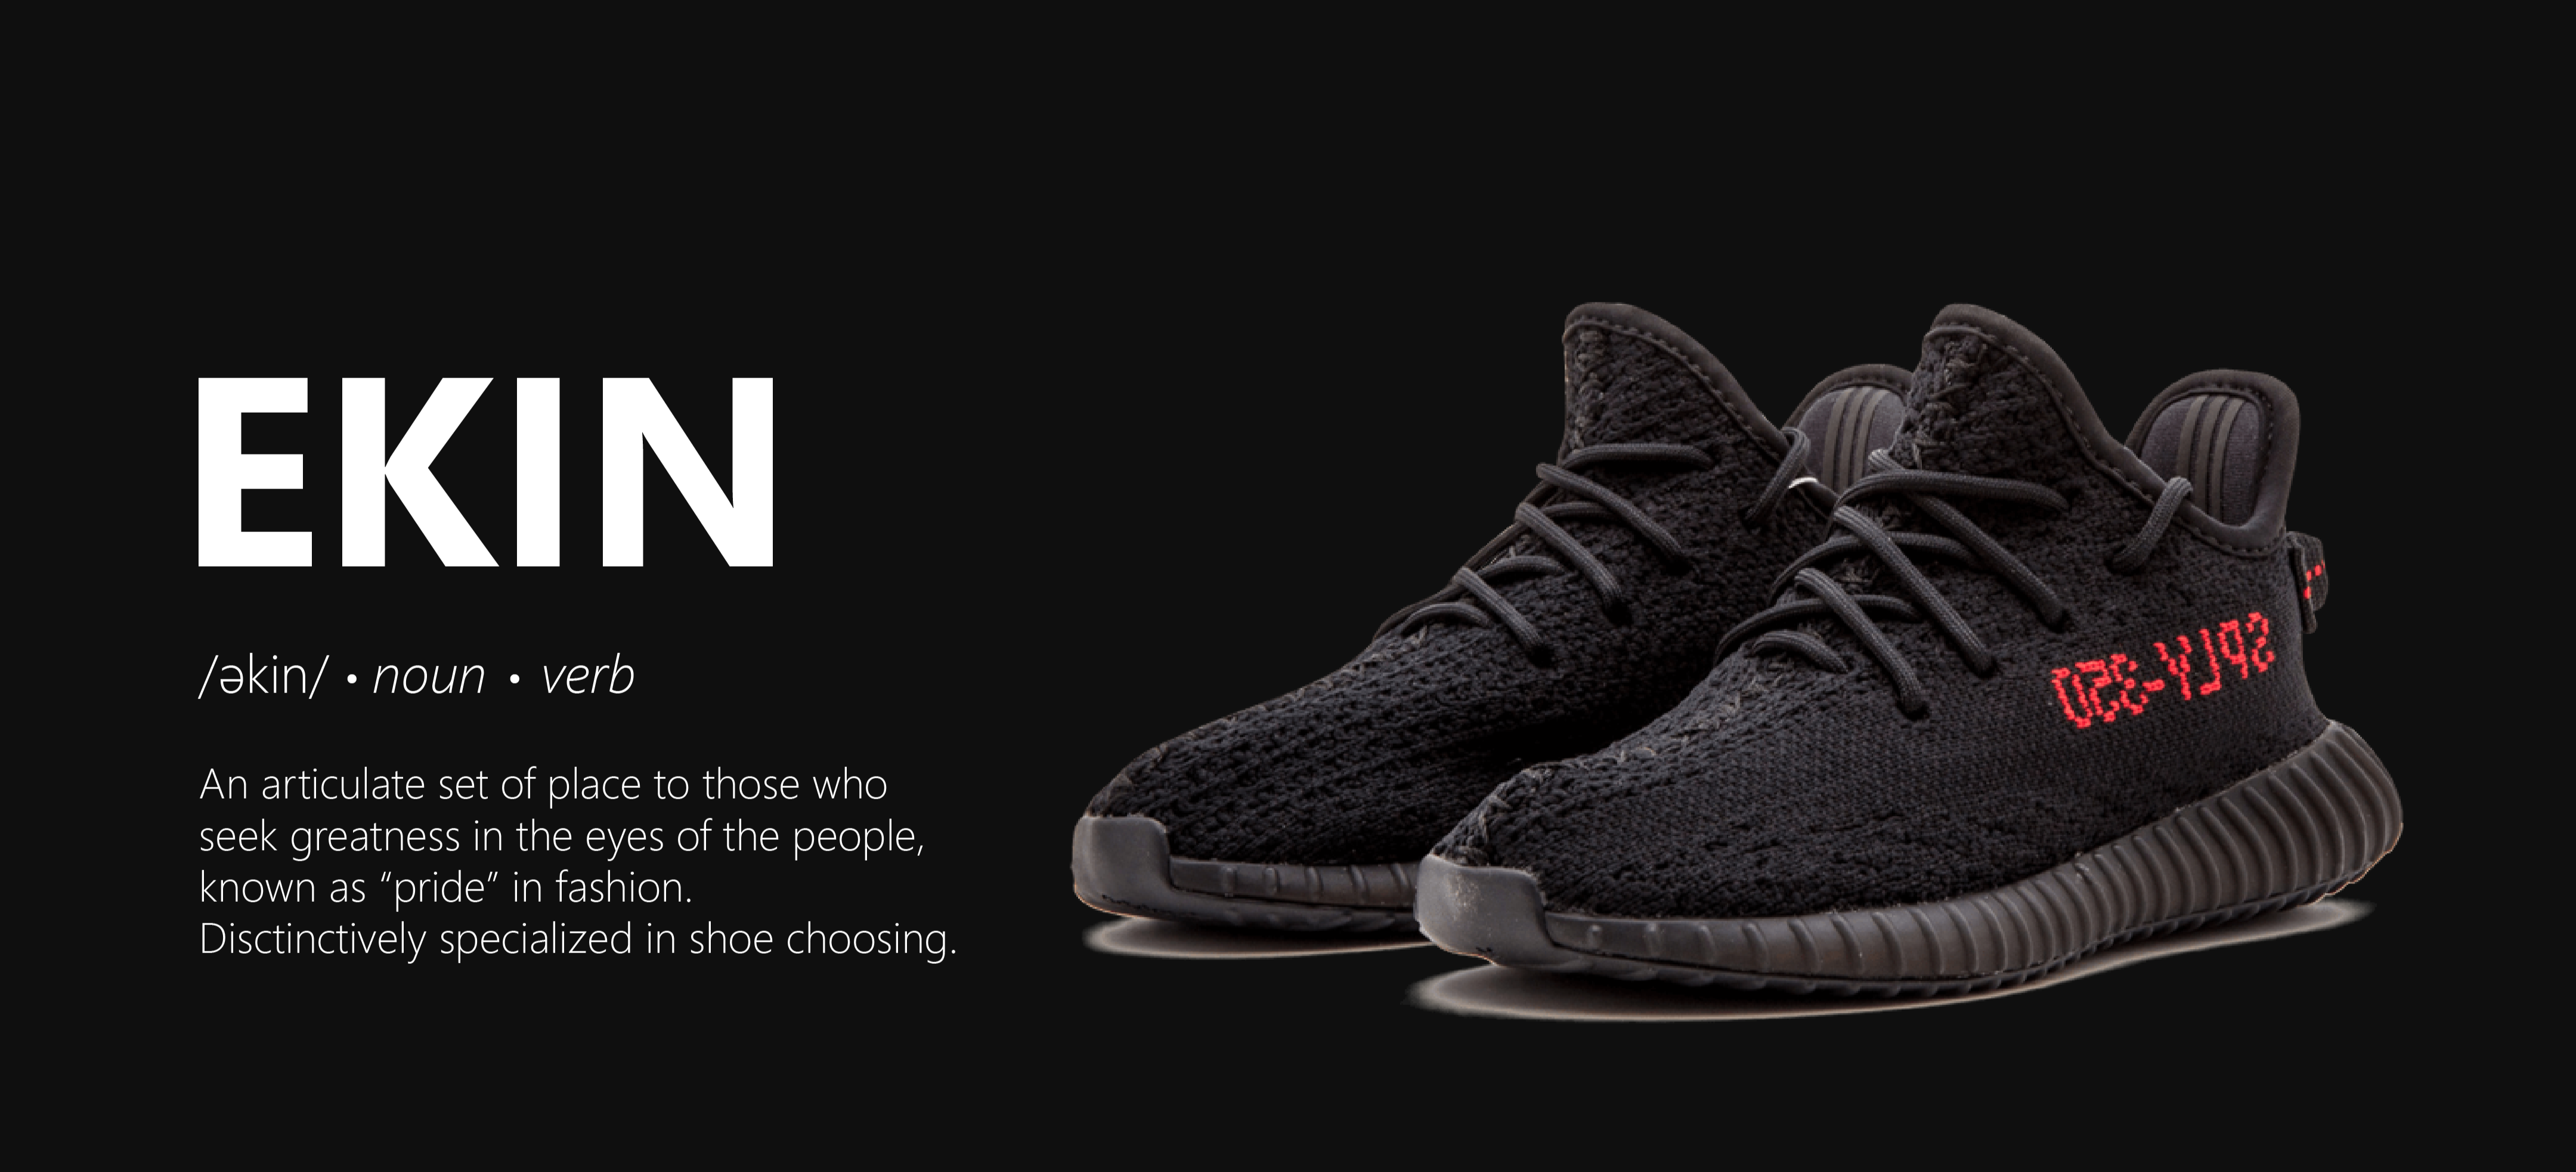 EKIN
/əkin/ • noun • verb
An articulate set of place to those who
seek greatness in the eyes of the people,
known as “pride” in fashion.
Disctinctively specialized in shoe choosing.
SPLY-350